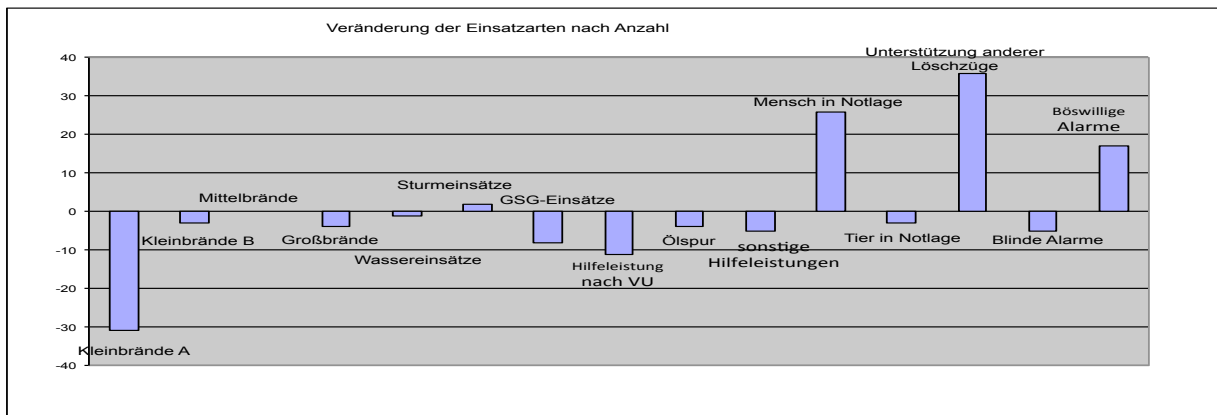 Veränderung der Einsatzarten nach Anzahl
40
30
20
10
0
-10
-20
-30
-40
Kleinbrände A
Kleinbrände B
Mittelbrände
Großbrände
Wassereinsätze
Sturmeinsätze
GSG-Einsätze
Hilfeleistung
nach VU
Ölspur
sonstige
Hilfeleistungen
Mensch in Notlage
Tier in Notlage
Unterstützung anderer
Löschzüge
Blinde Alarme
Böswillige
Alarme